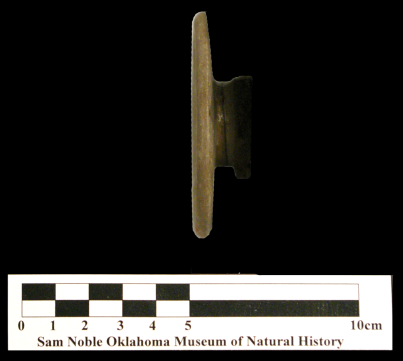 0 1 2 3 4 5 10cm
Sam Noble Oklahoma Museum of Natural History